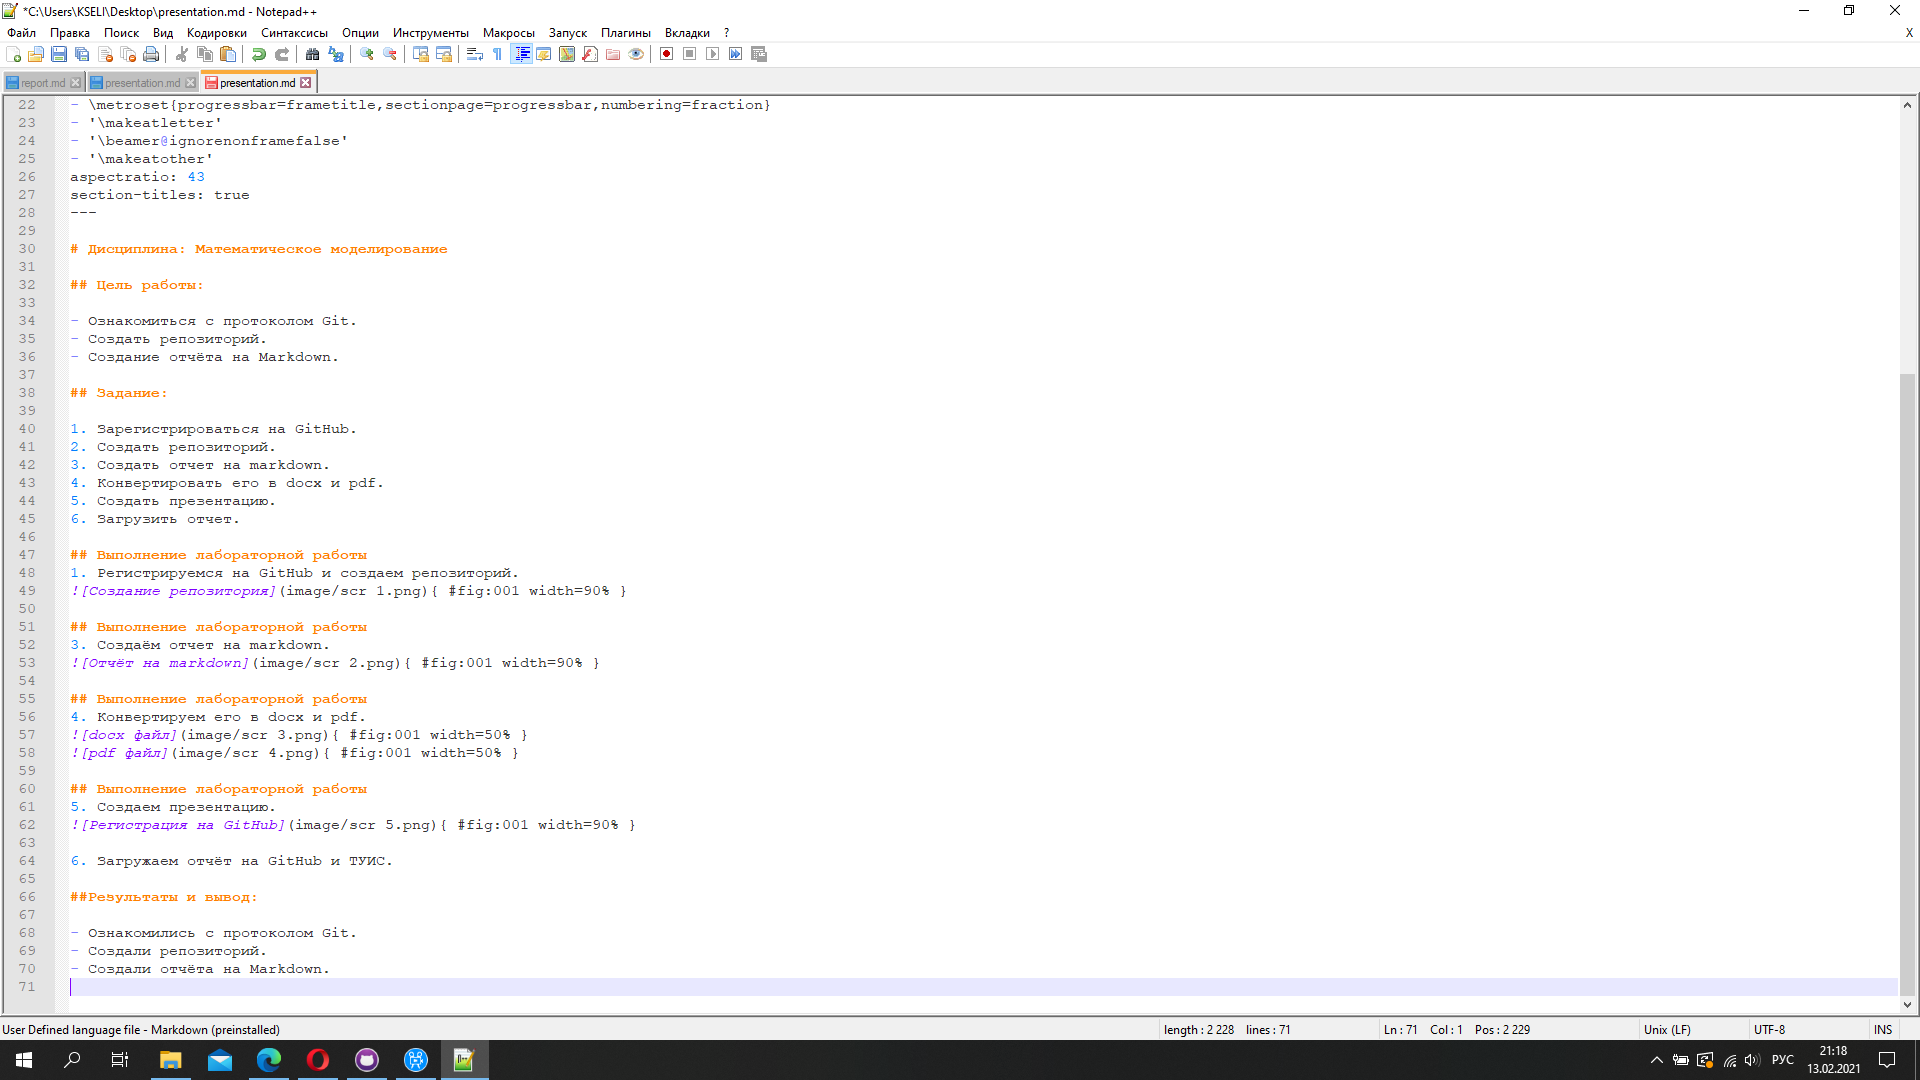 *C:\Users\KSELI\Desktop\presentation.md - Notepad++
Файл Правка Поиск Вид Кодировки Синтаксисы Опции Инструменты Макросы Запуск Плагины Вкладки ? X
report.md presentation.md presentation.md
22 - \metroset{progressbar=frametitle,sectionpage=progressbar,numbering=fraction}
23 - '\makeatletter'
24 - '\beamer@ignorenonframefalse'
25 - '\makeatother'
26 aspectratio: 43
27 section-titles: true
28 ---
29
30 # Дисциплина: Математическое моделирование
31
32 ## Цель работы:
33
34 - Ознакомиться с протоколом Git.
35 - Создать репозиторий.
36 - Создание отчёта на Markdown.
37
38 ## Задание:
39
40 1. Зарегистрироваться на GitHub.
41 2. Создать репозиторий.
42 3. Создать отчет на markdown.
43 4. Конвертировать его в docx и pdf.
44 5. Создать презентацию.
45 6. Загрузить отчет.
46
47 ## Выполнение лабораторной работы
48 1. Регистрируемся на GitHub и создаем репозиторий.
49 ![Создание репозитория](image/scr 1.png){ #fig:001 width=90% }
50
51 ## Выполнение лабораторной работы
52 3. Создаём отчет на markdown.
53 ![Отчёт на markdown](image/scr 2.png){ #fig:001 width=90% }
54
55 ## Выполнение лабораторной работы
56 4. Конвертируем его в docx и pdf.
57 ![docx файл](image/scr 3.png){ #fig:001 width=50% }
58 ![pdf файл](image/scr 4.png){ #fig:001 width=50% }
59
60 ## Выполнение лабораторной работы
61 5. Создаем презентацию.
62 ![Регистрация на GitHub](image/scr 5.png){ #fig:001 width=90% }
63
64 6. Загружаем отчёт на GitHub и ТУИС.
65
66 ##Результаты и вывод:
67
68 - Ознакомились с протоколом Git.
69 - Создали репозиторий.
70 - Создали отчёта на Markdown.
71
User Defined language file - Markdown (preinstalled) length : 2 228 lines : 71 Ln : 71 Col : 1 Pos : 2 229 Unix (LF) UTF-8 INS
РУС 21:18
13.02.2021